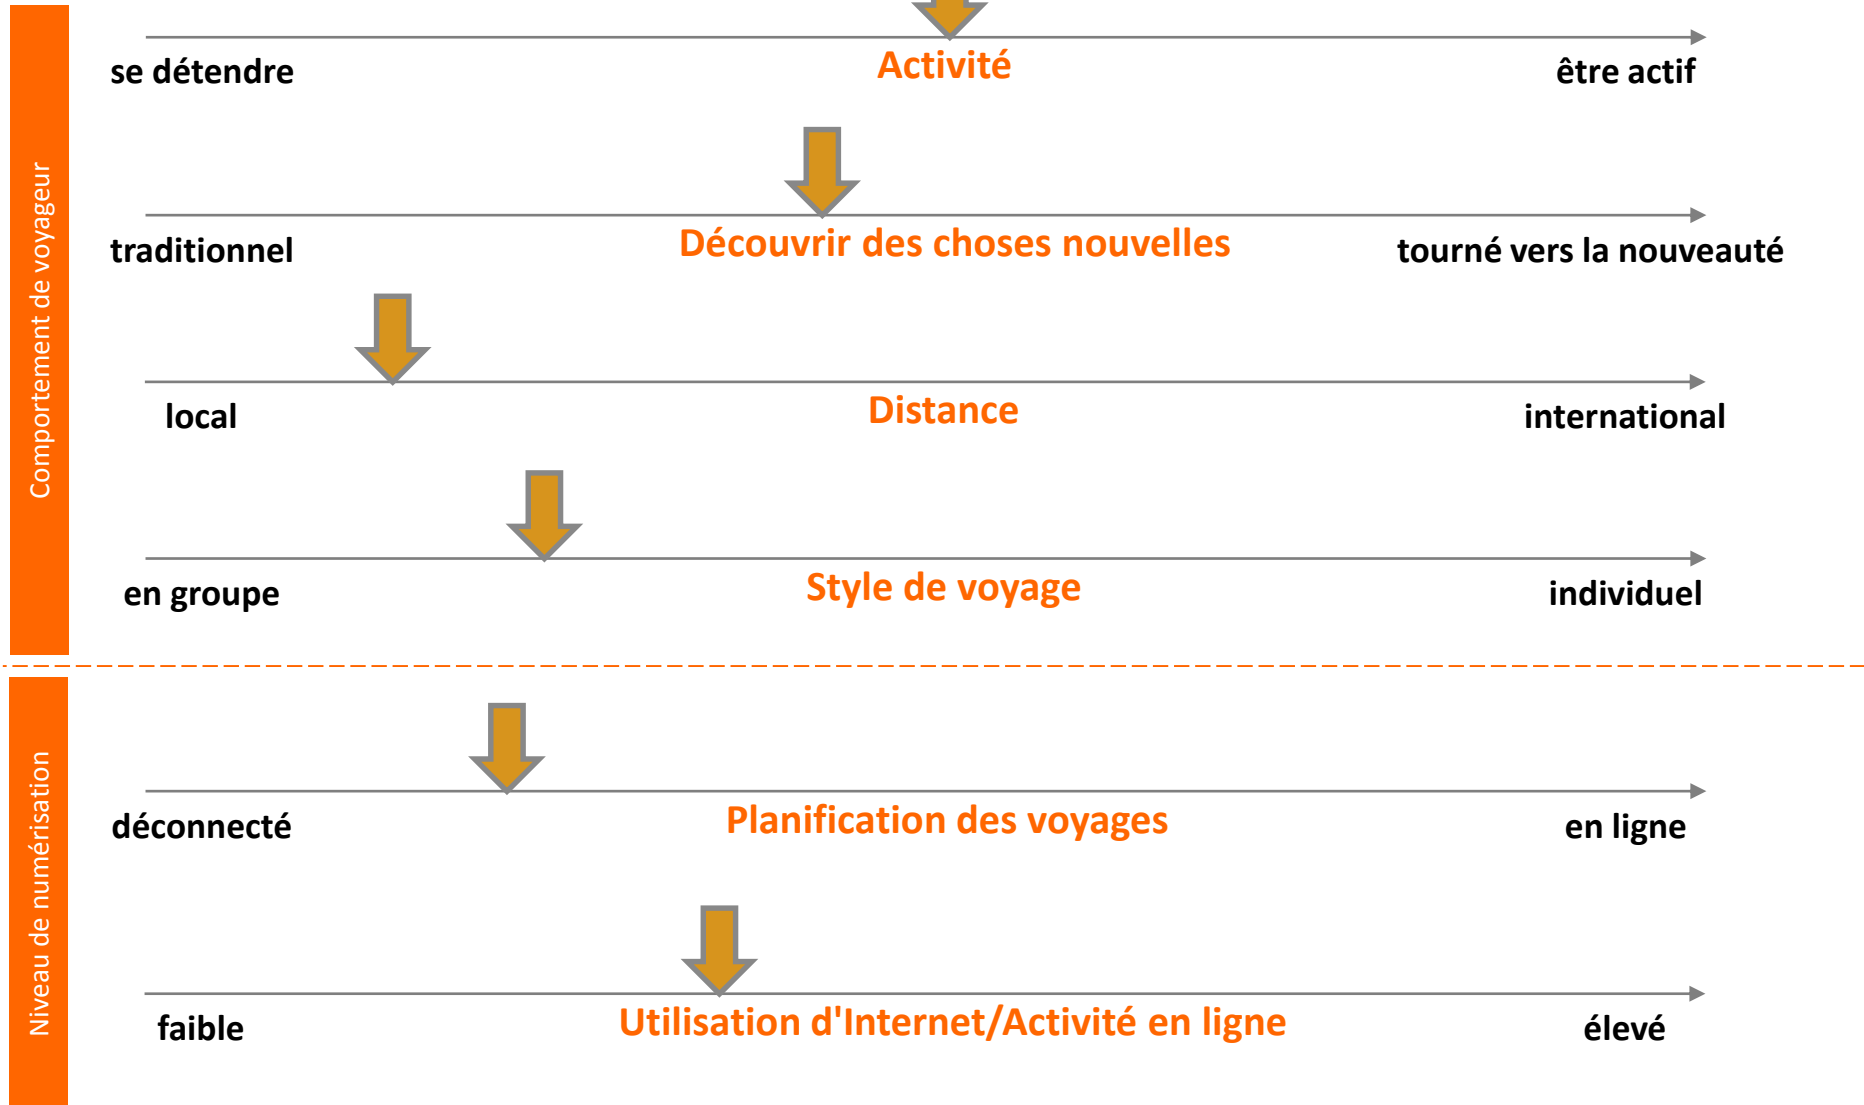 Comportement de voyageur
se détendre
Activité
être actif
traditionnel
Découvrir des choses nouvelles
tourné vers la nouveauté
local
Distance
international
en groupe
Style de voyage
individuel
Niveau de numérisation
déconnecté
Planification des voyages
en ligne
faible
Utilisation d'Internet/Activité en ligne
élevé